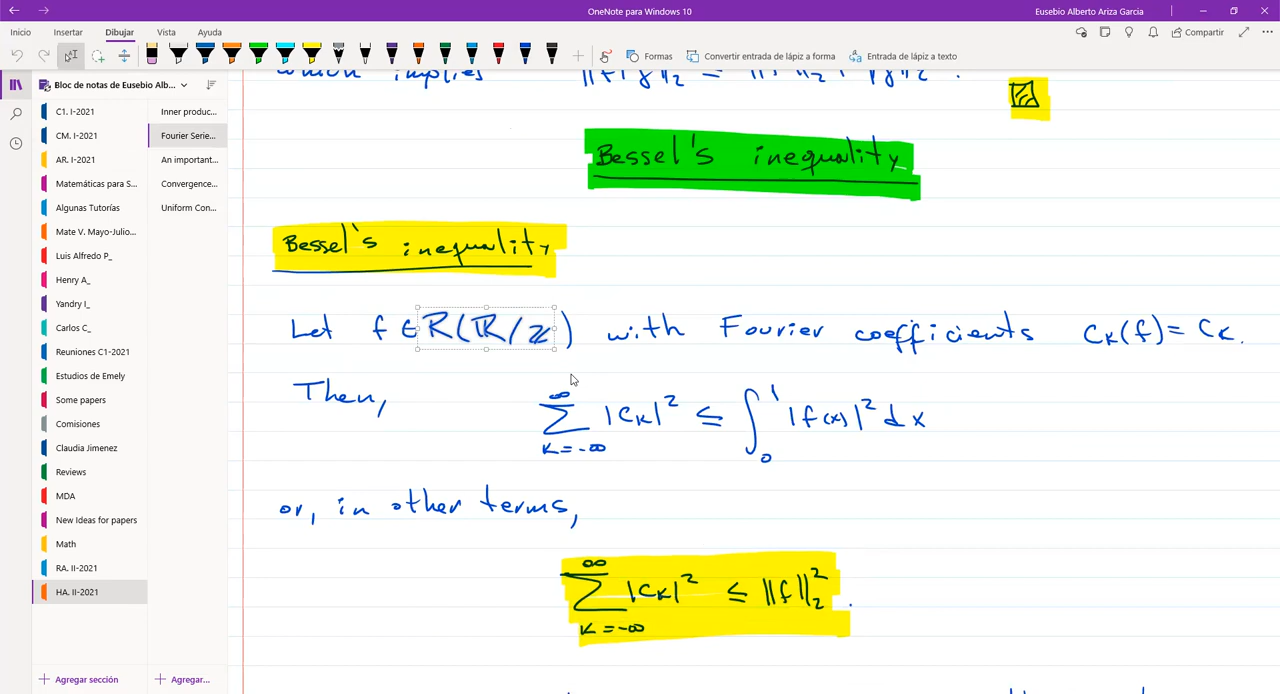 OneNote para Windows 10
Eusebio Alberto Ariza Garcia
Inicio Insertar Dibujar Vista Ayuda
Compartir
Formas Convertir entrada de lápiz a forma Entrada de lápiz a texto
Bloc de notas de Eusebio Alb...
C1. I-2021
CM. I-2021
AR. I-2021
Matemáticas para S...
Algunas Tutorías
Mate V. Mayo-Julio...
Luis Alfredo P_
Henry A_
Yandry I_
Carlos C_
Reuniones C1-2021
Estudios de Emely
Some papers
Comisiones
Claudia Jimenez
Reviews
MDA
New Ideas for papers
Math
RA. II-2021
HA. II-2021
Agregar sección
Inner produc...
Fourier Serie...
An important...
Convergence...
Uniform Con...
Agregar...
which implies
Bessel's inequality
Bessel's inequality
Let f ∈ R(ℝ/ℤ) with Fourier coefficients C_K(f) = C_K.
Then,
∑_{K=-∞}^{∞} |C_K|^2 ≤ ∫_0^1 |f(x)|^2 dx
or, in other terms,
∑_{K=-∞}^{∞} |C_K|^2 ≤ ||f||_2^2.